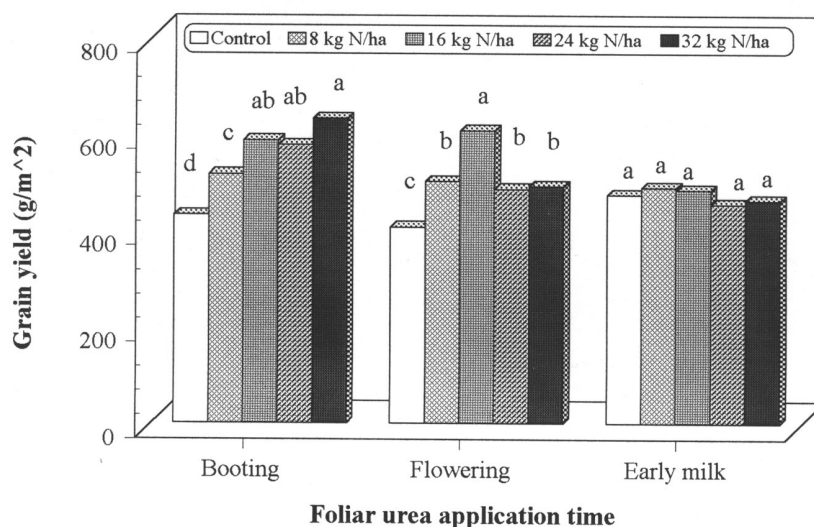 800
Control 8 kg N/ha 16 kg N/ha 24 kg N/ha 32 kg N/ha
a
ab ab
a
600
c
d
b b b
a a a
a a
c
400
200
0
Grain yield (g/m^2)
Booting Flowering Early milk
Foliar urea application time